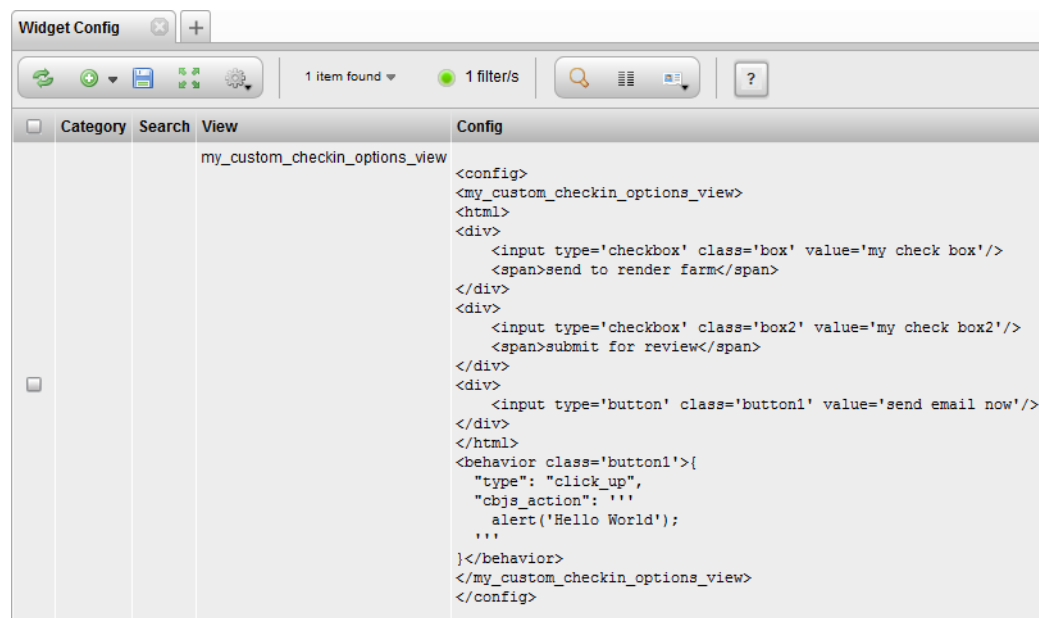 Widget Config
+
1 item found
1 filter/s
?
Category Search View Config
my_custom_checkin_options_view
<config>
<my_custom_checkin_options_view>
<html>
<div>
    <input type='checkbox' class='box' value='my check box'/>
    <span>send to render farm</span>
</div>
<div>
    <input type='checkbox' class='box2' value='my check box2'/>
    <span>submit for review</span>
</div>
<div>
    <input type='button' class='button1' value='send email now'/>
</div>
</html>
<behavior class='button1'>{
  "type": "click_up",
  "cbjs_action": '''
    alert('Hello World');
  '''
}</behavior>
</my_custom_checkin_options_view>
</config>